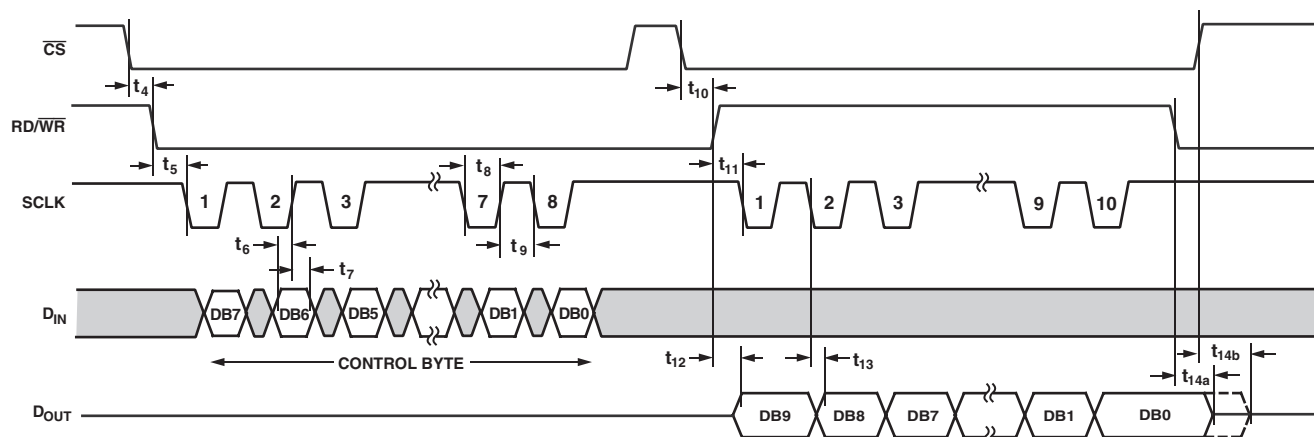 CS
t4
t10
RD/WR
t5
t8
t11
SCLK
1 2 3 7 8 1 2 3 9 10
t6
t9
t7
DIN
DB7 DB6 DB5 DB1 DB0
CONTROL BYTE
t12
t13
t14b
t14a
DOUT
DB9 DB8 DB7 DB1 DB0